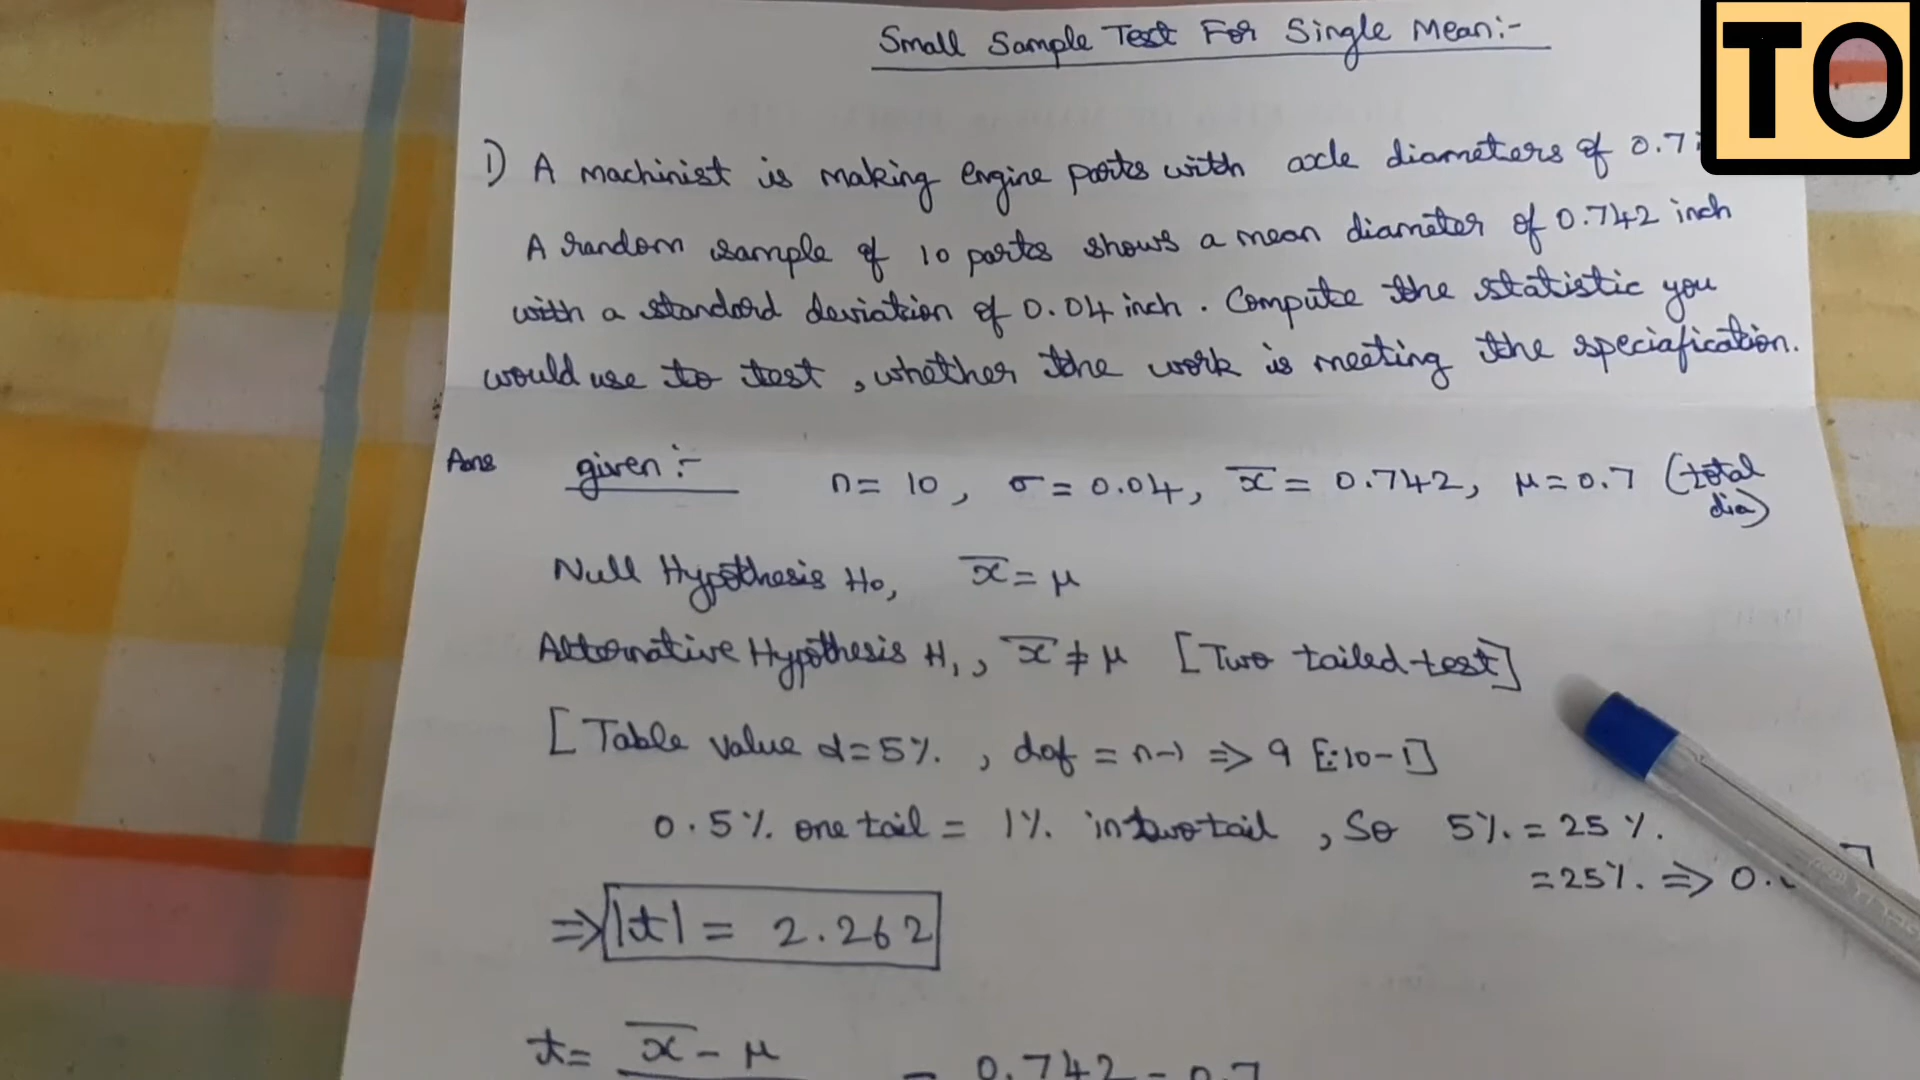 TO
Small Sample Test For Single Mean:-
1) A machinist is making engine parts with axle diameters of 0.7
A random sample of 10 parts shows a mean diameter of 0.742 inch
with a standard deviation of 0.04 inch. Compute the statistic you
would use to test, whether the work is meeting the speciafication.
Ans given:- n = 10, σ = 0.04, x̅ = 0.742, μ = 0.7 (total dia)
Null Hypothesis H₀, x̅ = μ
Alternative Hypothesis H₁, x̅ ≠ μ [Two tailed test]
[Table value α = 5%, dof = n-1 => 9 [∵ 10-1]
0.5% one tail = 1% in two tail, So 5% = 25%.
= 25% => 0.
=> |t| = 2.262
t = x̅ - μ = 0.742 - 0.7